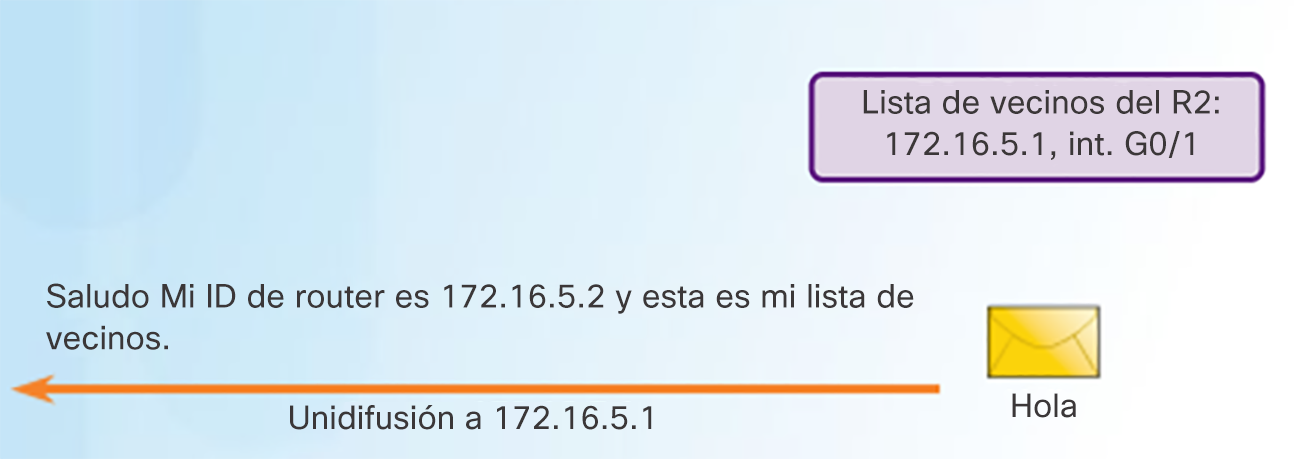 Lista de vecinos del R2:
172.16.5.1, int. G0/1
Saludo Mi ID de router es 172.16.5.2 y esta es mi lista de
vecinos.
Unidifusión a 172.16.5.1
Hola